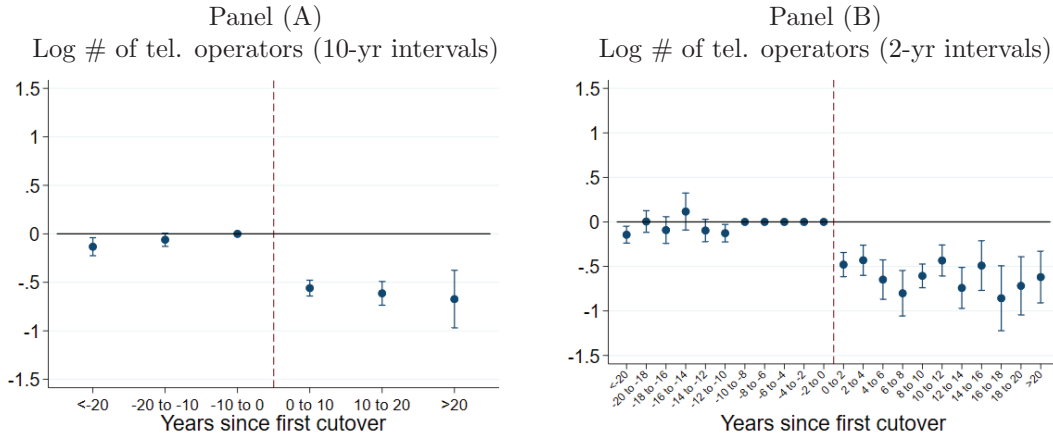 Panel (A)
Log # of tel. operators (10-yr intervals)
1.5
1
.5
0
-.5
-1
-1.5
<-20
-20 to -10
-10 to 0
0 to 10
10 to 20
>20
Years since first cutover
Panel (B)
Log # of tel. operators (2-yr intervals)
1.5
1
.5
0
-.5
-1
-1.5
<-20
-20 to -18
-18 to -16
-16 to -14
-14 to -12
-12 to -10
-10 to -8
-8 to -6
-6 to -4
-4 to -2
-2 to 0
0 to 2
2 to 4
4 to 6
6 to 8
8 to 10
10 to 12
12 to 14
14 to 16
16 to 18
18 to 20
>20
Years since first cutover